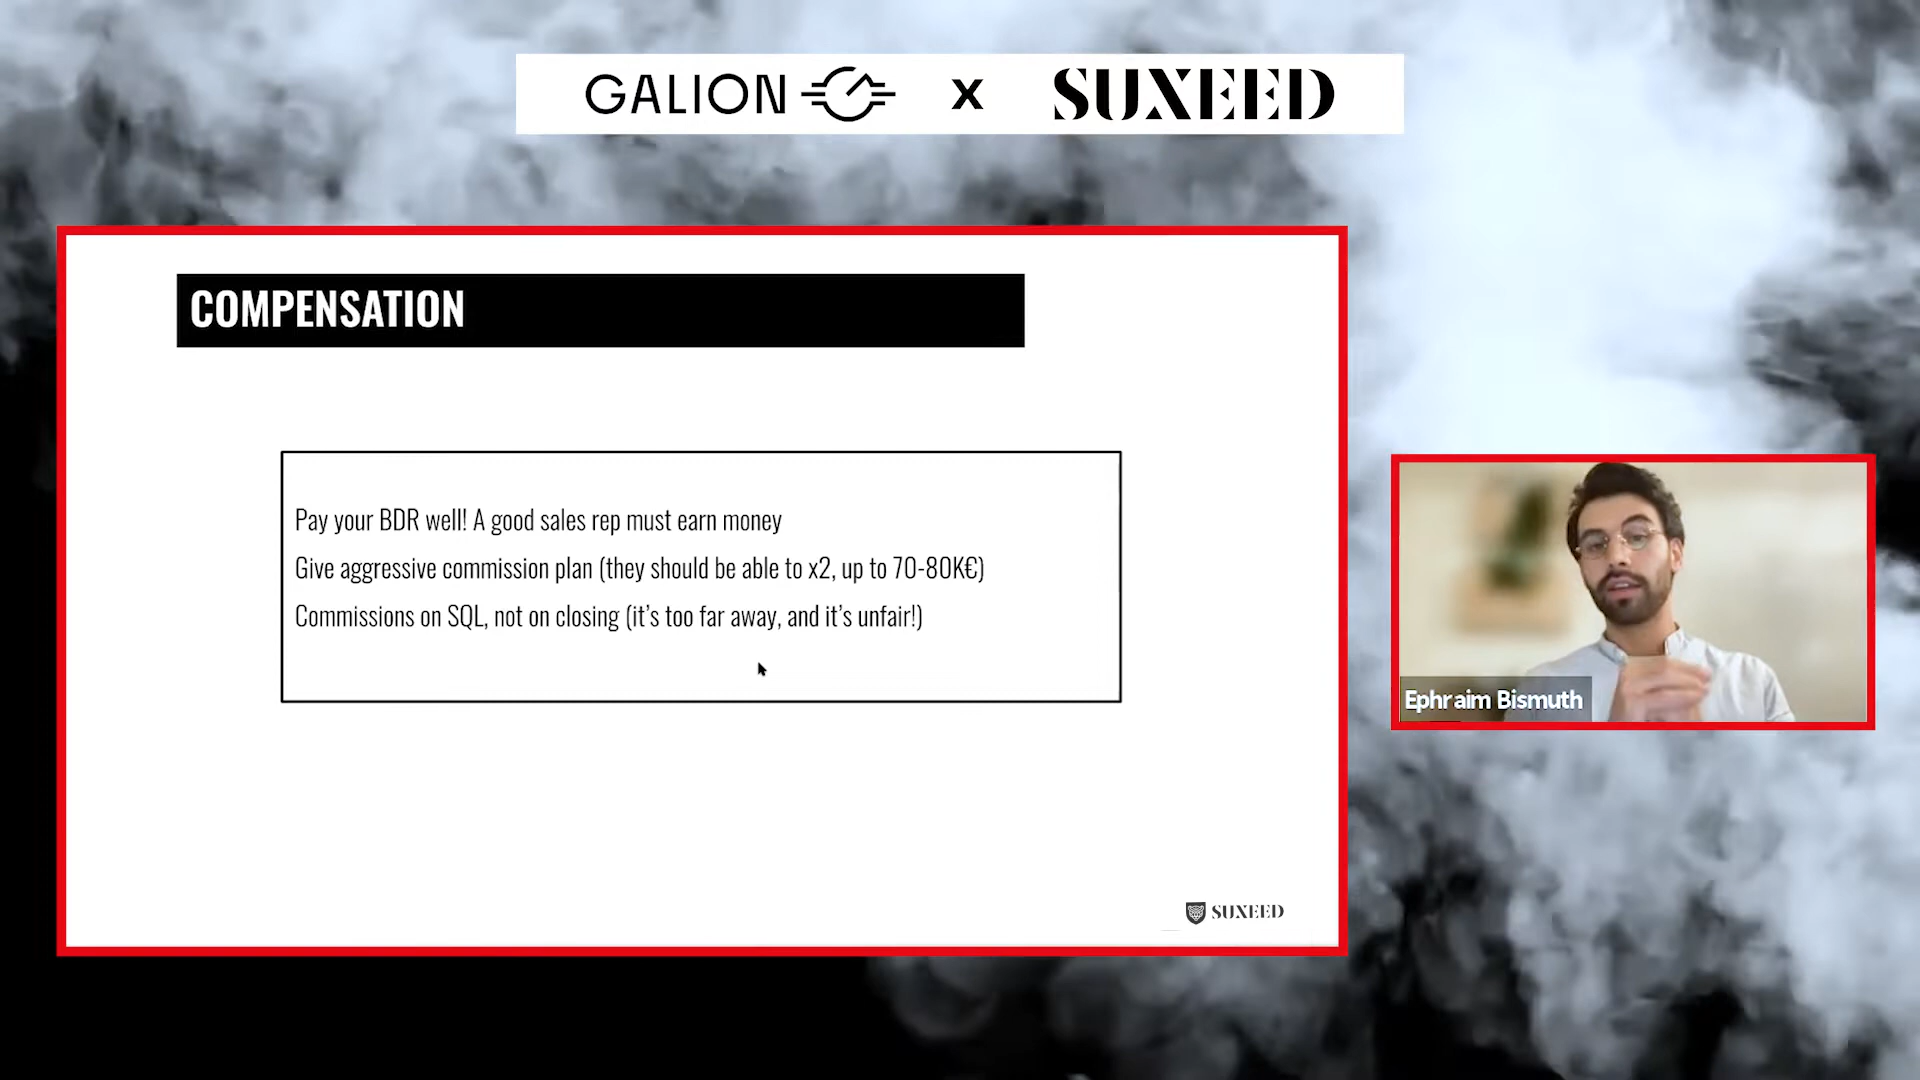 GALION x SUXEED
COMPENSATION
Pay your BDR well! A good sales rep must earn money
Give aggressive commission plan (they should be able to x2, up to 70-80K€)
Commissions on SQL, not on closing (it's too far away, and it's unfair!)
SUXEED
Ephraim Bismuth